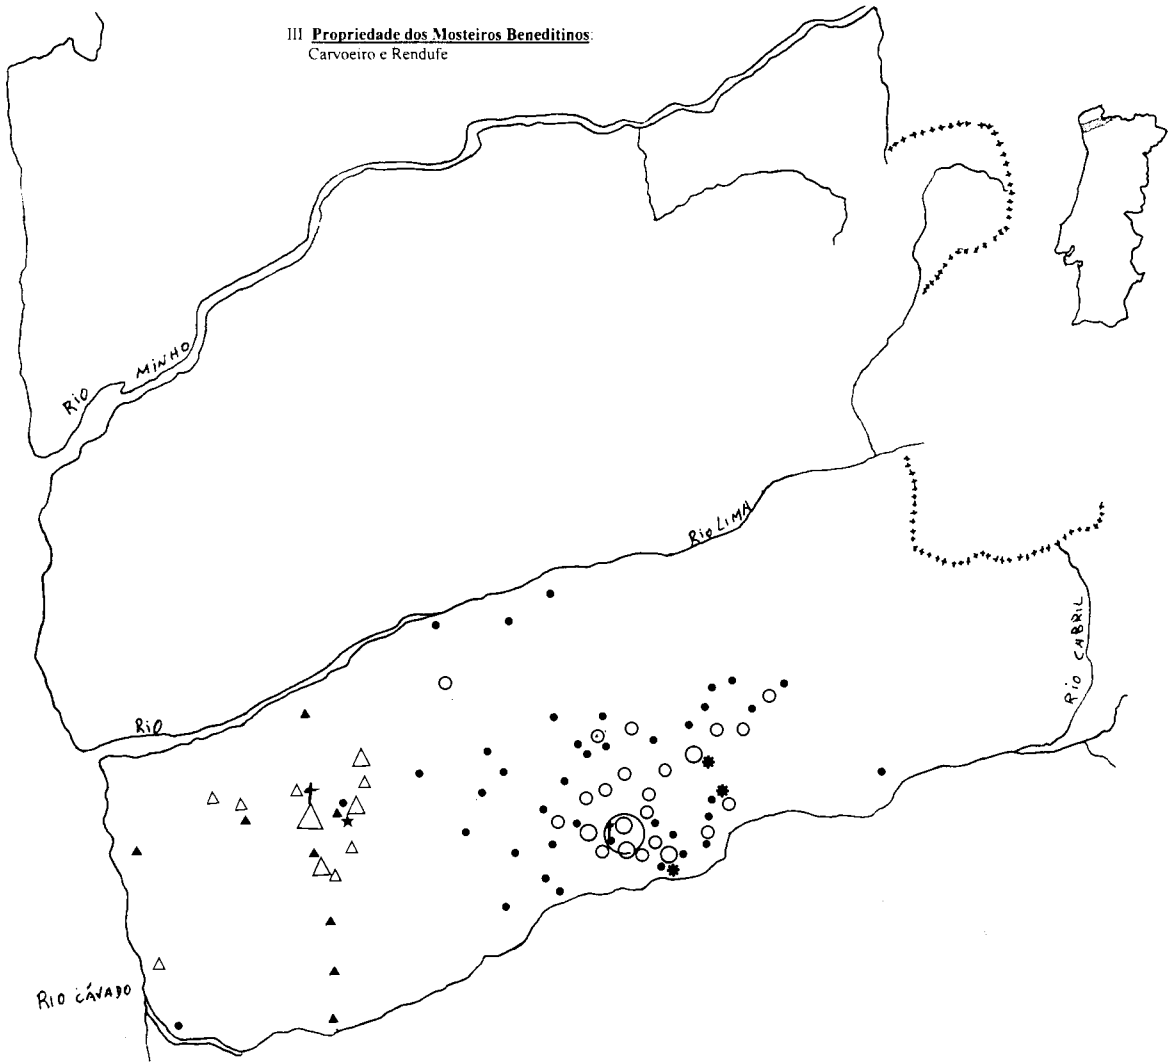 III Propriedade dos Mosteiros Beneditinos:
Carvoeiro e Rendufe
RIO MINHO
RIO LIMA
RIO CABRIL
RIO
RIO CÁVADO